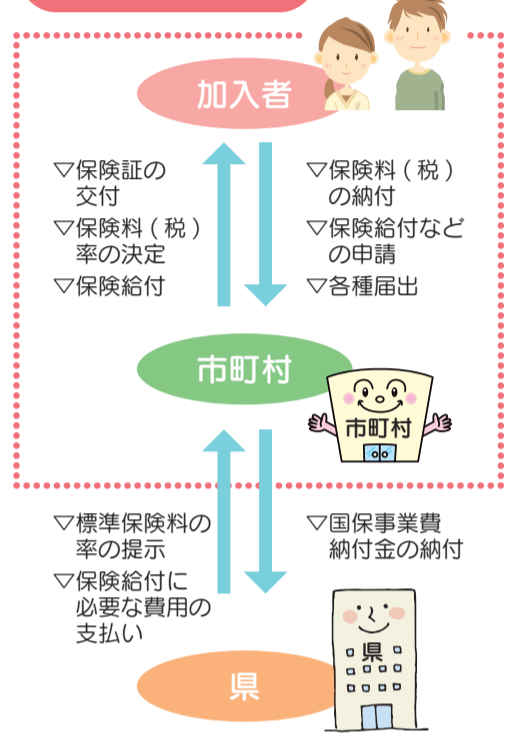 加入者
▽保険証の
交付
▽保険料(税)
率の決定
▽保険給付
▽保険料(税)
の納付
▽保険給付など
の申請
▽各種届出
市町村
市町村
▽標準保険料の
率の提示
▽保険給付に
必要な費用の
支払い
▽国保事業費
納付金の納付
県
県